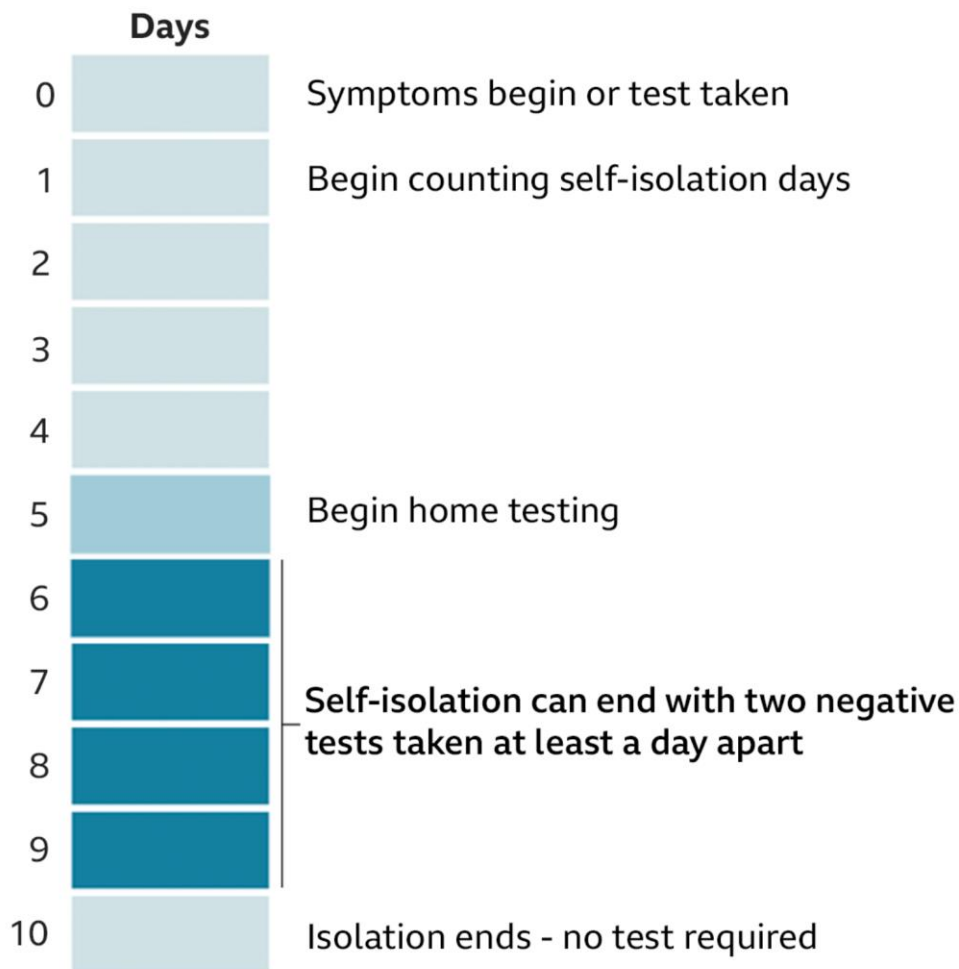 Days
0 Symptoms begin or test taken
1 Begin counting self-isolation days
2
3
4
5 Begin home testing
6
7
Self-isolation can end with two negative
tests taken at least a day apart
8
9
10 Isolation ends - no test required